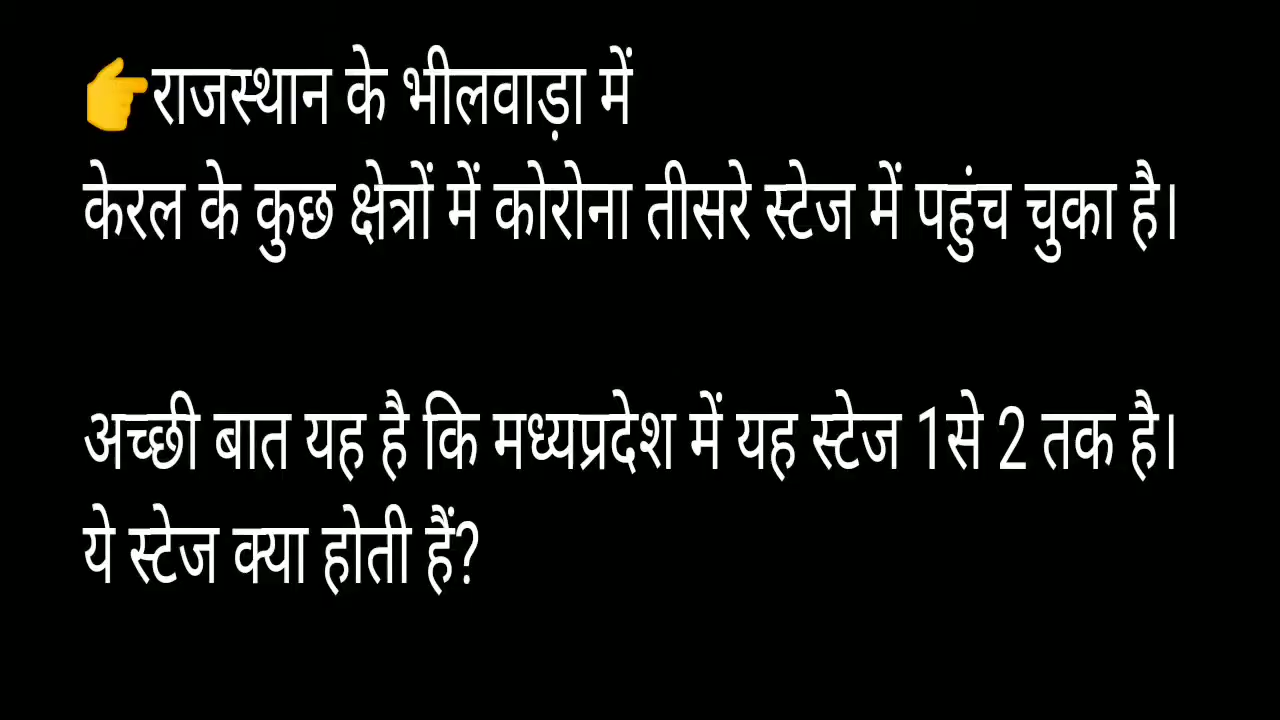 👉राजस्थान के भीलवाड़ा में
केरल के कुछ क्षेत्रों में कोरोना तीसरे स्टेज में पहुंच चुका है।
अच्छी बात यह है कि मध्यप्रदेश में यह स्टेज 1से 2 तक है।
ये स्टेज क्या होती हैं?